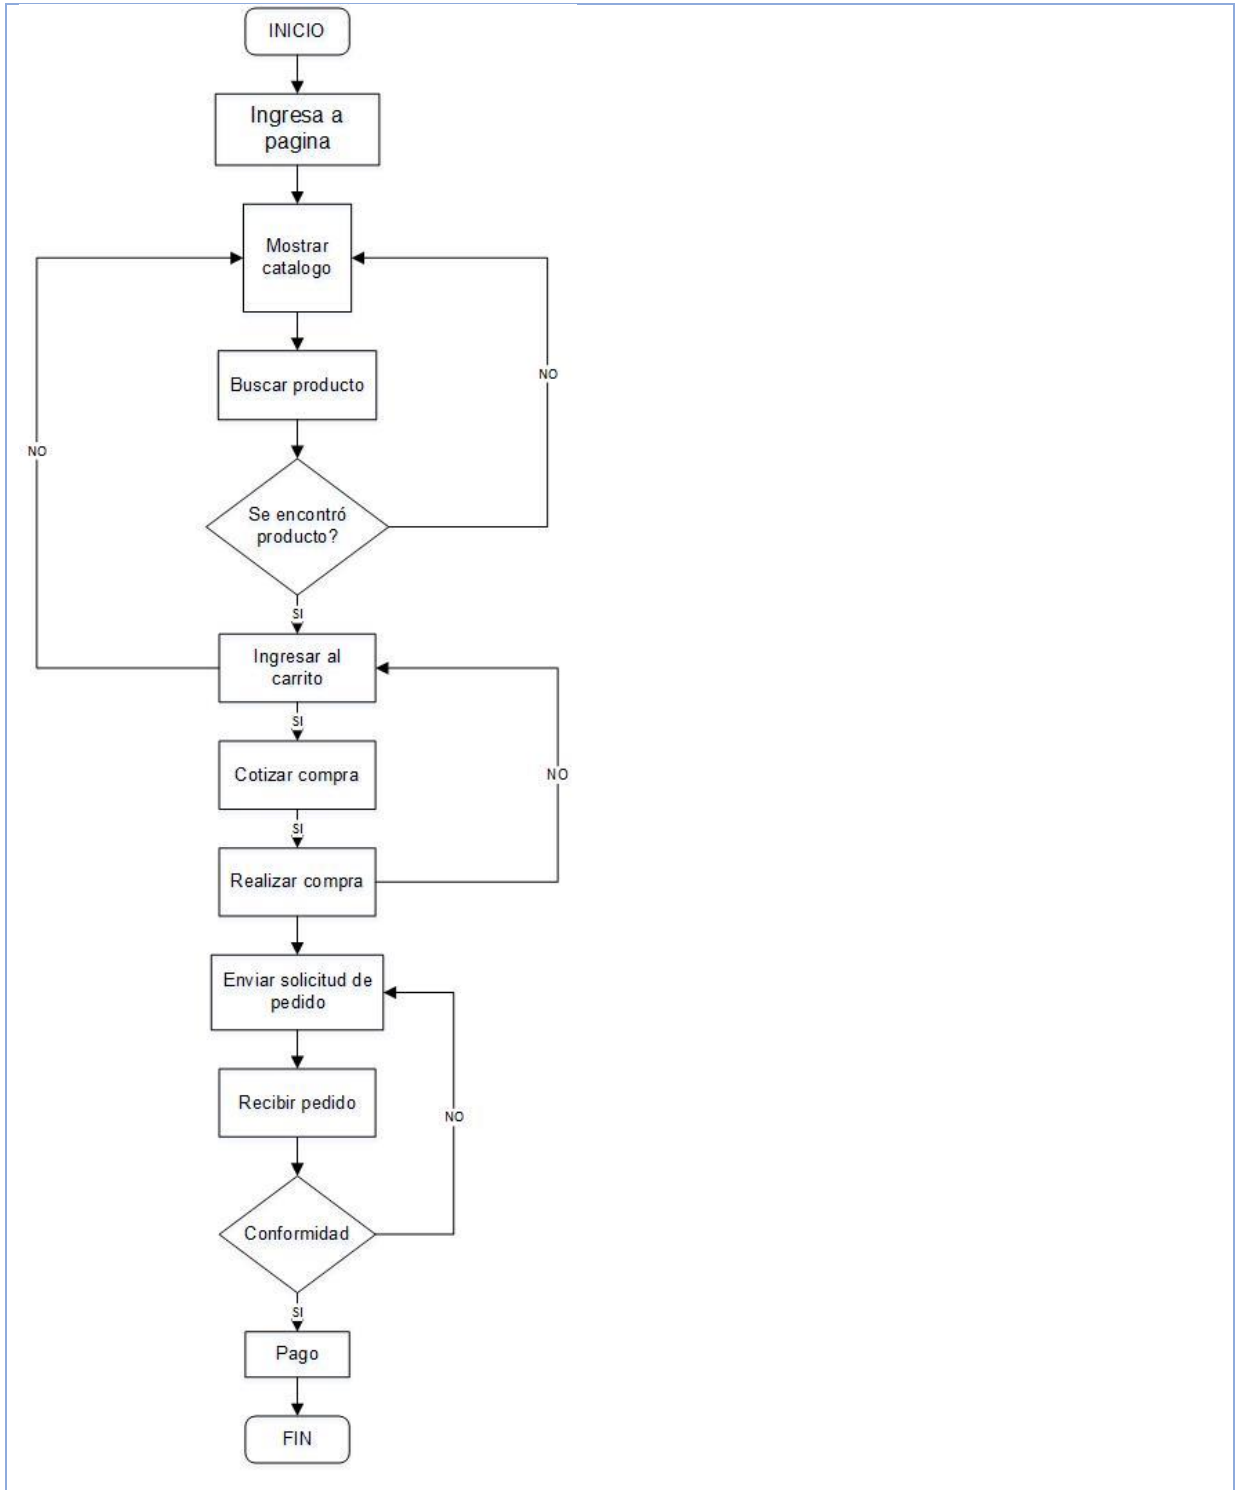 INICIO
Ingresa a
pagina
Mostrar
catalogo
Buscar producto
NO
NO
Se encontró
producto?
SI
Ingresar al
carrito
SI
Cotizar compra
NO
SI
Realizar compra
Enviar solicitud de
pedido
Recibir pedido
NO
Conformidad
SI
Pago
FIN